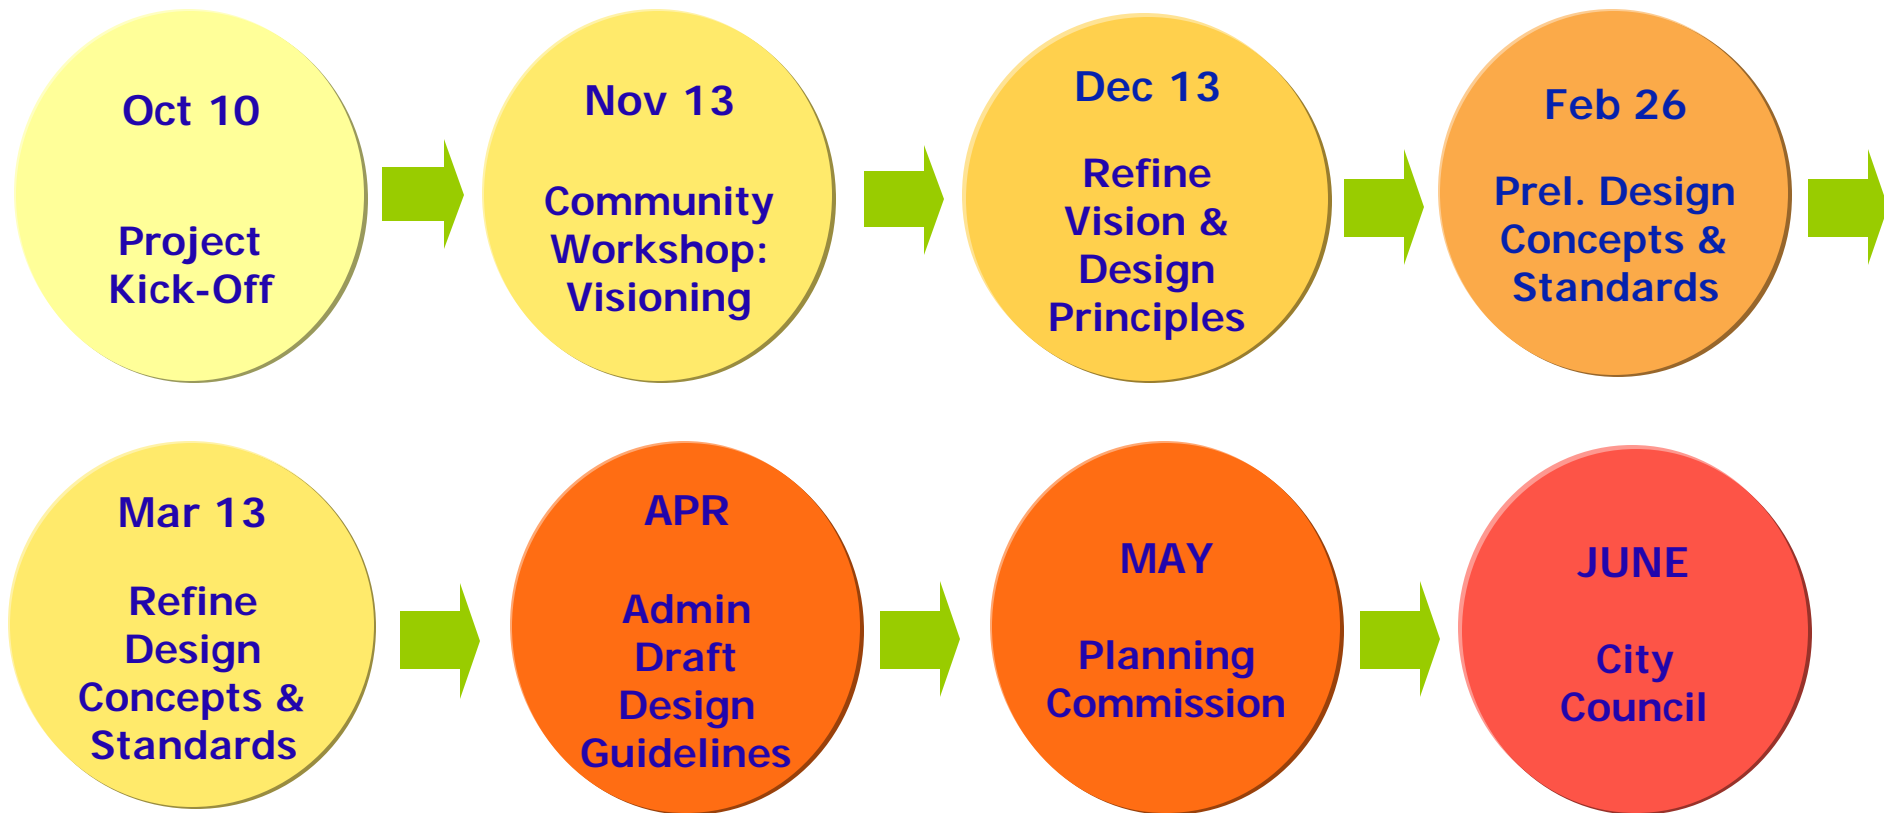 Oct 10
Project
Kick-Off
Nov 13
Community
Workshop:
Visioning
Dec 13
Refine
Vision &
Design
Principles
Feb 26
Prel. Design
Concepts &
Standards
Mar 13
Refine
Design
Concepts &
Standards
APR
Admin
Draft
Design
Guidelines
MAY
Planning
Commission
JUNE
City
Council